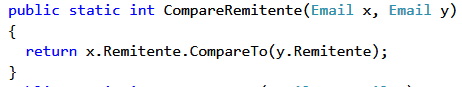 public static int CompareRemitente(Email x, Email y)
{
return x.Remitente.CompareTo(y.Remitente);
}